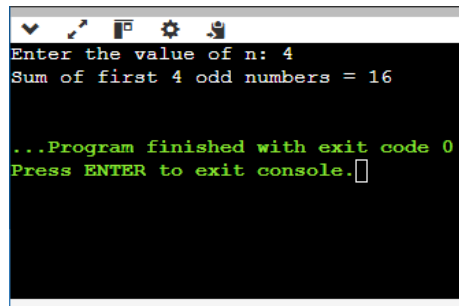 Enter the value of n: 4
Sum of first 4 odd numbers = 16
...Program finished with exit code 0
Press ENTER to exit console.